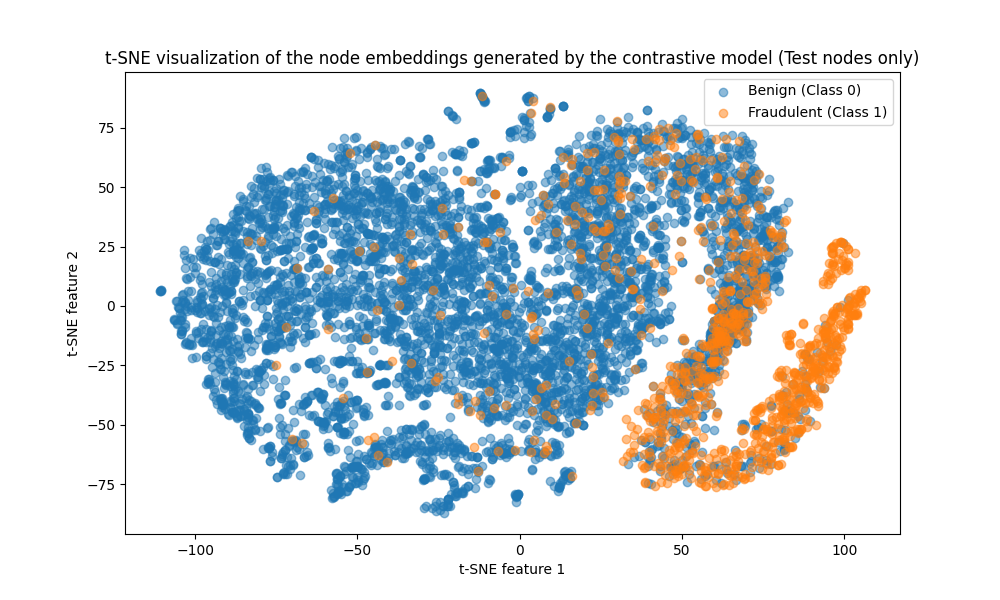 t-SNE visualization of the node embeddings generated by the contrastive model (Test nodes only)
Benign (Class 0)
Fraudulent (Class 1)
75
50
25
0
−25
−50
−75
t-SNE feature 2
−100 −50 0 50 100
t-SNE feature 1